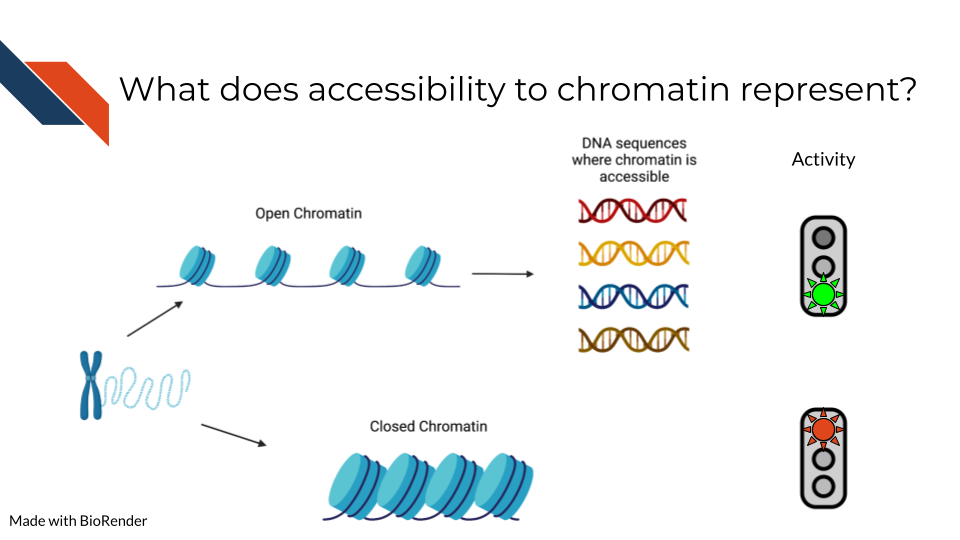 What does accessibility to chromatin represent?
DNA sequences
where chromatin is
accessible
Activity
Open Chromatin
Closed Chromatin
Made with BioRender